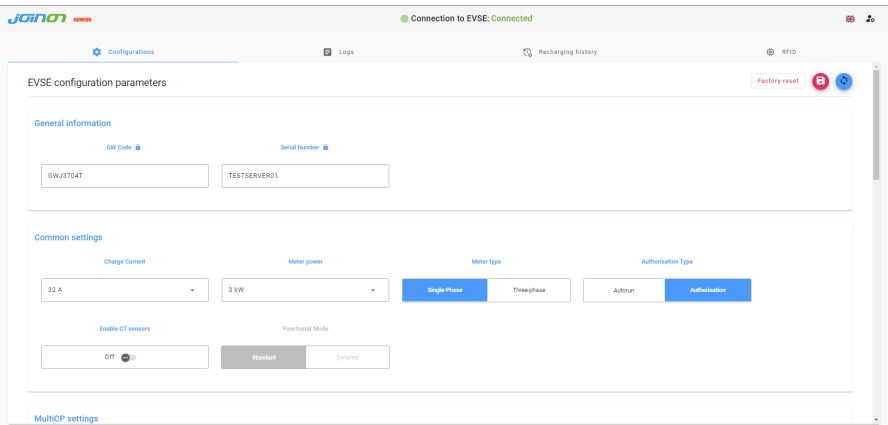 JOINON GEWISS
Connection to EVSE: Connected
Configurations
Logs
Recharging history
RFID
EVSE configuration parameters
Factory reset
General information
GW Code
Serial Number
GWJ3704T
TESTSERVER01
Common settings
Charge Current
Meter power
Meter type
Authorisation Type
32 A
3 kW
Single-Phase
Three-phase
Autorun
Authorisation
Enable CT sensors
Functional Mode
Off
Standard
Dynamic
MultiCP settings